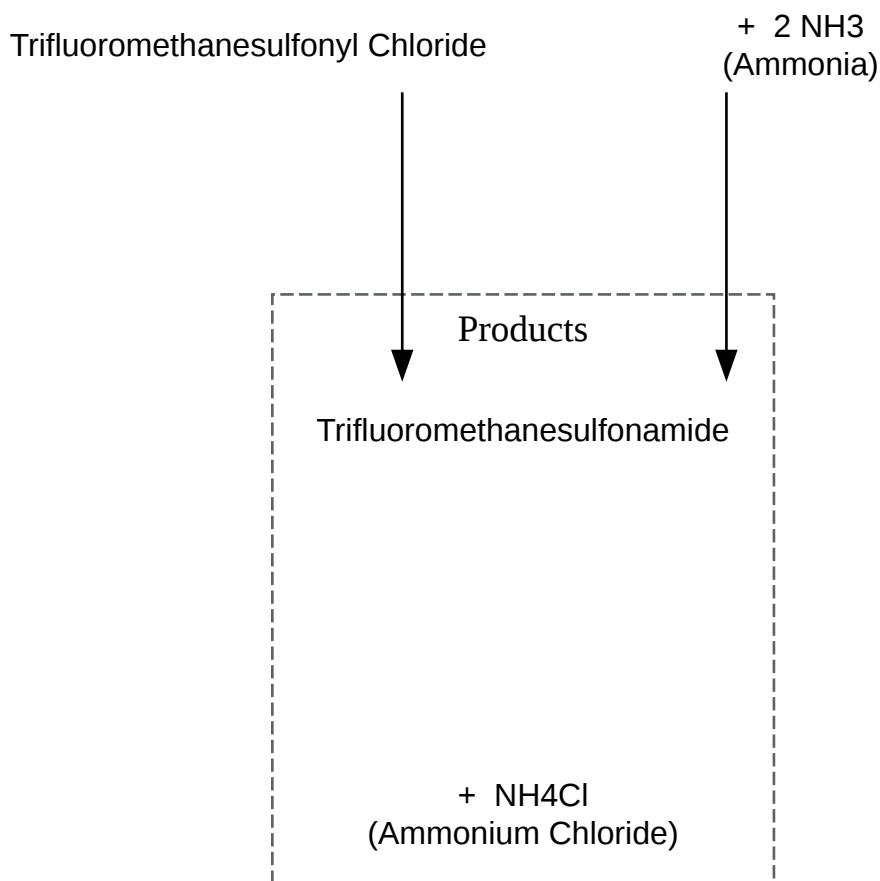 Trifluoromethanesulfonyl Chloride
+ 2 NH3
(Ammonia)
Products
Trifluoromethanesulfonamide
+ NH4Cl
(Ammonium Chloride)